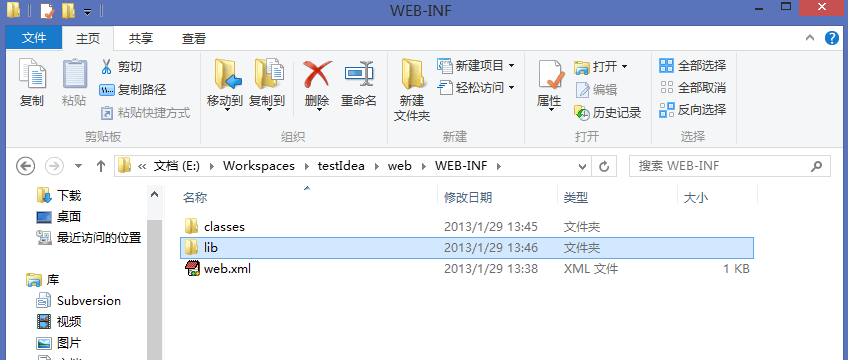 WEB-INF
文件 主页 共享 查看
复制 粘贴 剪切 复制路径 粘贴快捷方式
移动到 复制到 删除 重命名
新建文件夹 新建项目 轻松访问
属性 打开 编辑 历史记录
全部选择 全部取消 反向选择
剪贴板 组织 新建 打开 选择
« 文档 (E:) Workspaces testIdea web WEB-INF
搜索 WEB-INF
下载
桌面
最近访问的位置
库
Subversion
视频
图片
名称 修改日期 类型 大小
classes 2013/1/29 13:45 文件夹
lib 2013/1/29 13:46 文件夹
web.xml 2013/1/29 13:38 XML 文件 1 KB